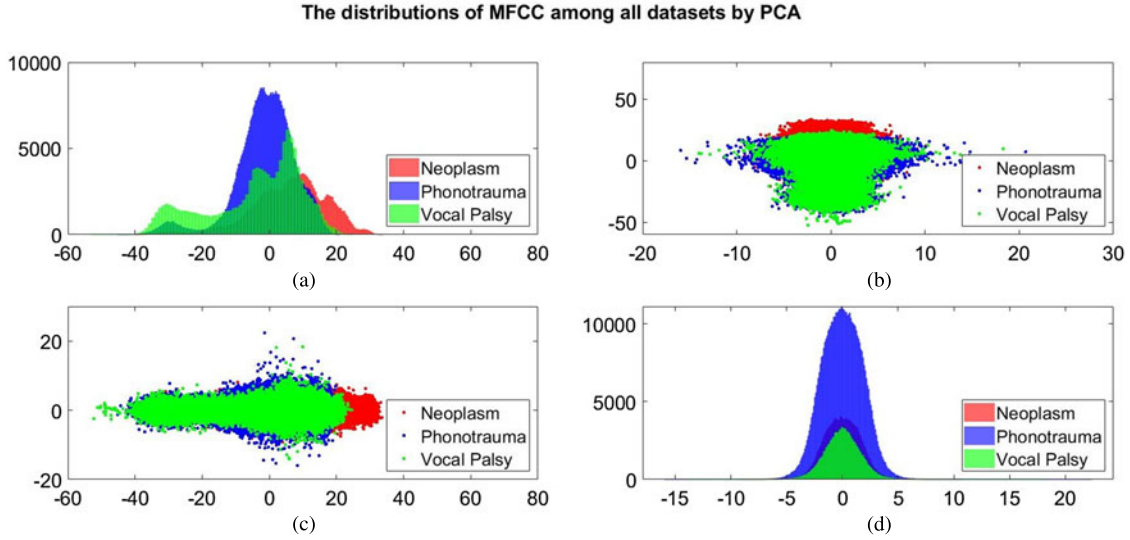 The distributions of MFCC among all datasets by PCA
10000
5000
0
-60 -40 -20 0 20 40 60 80
Neoplasm
Phonotrauma
Vocal Palsy
(a)
50
0
-50
-20 -10 0 10 20 30
Neoplasm
Phonotrauma
Vocal Palsy
(b)
20
0
-20
-60 -40 -20 0 20 40 60 80
Neoplasm
Phonotrauma
Vocal Palsy
(c)
10000
5000
0
-15 -10 -5 0 5 10 15 20
Neoplasm
Phonotrauma
Vocal Palsy
(d)